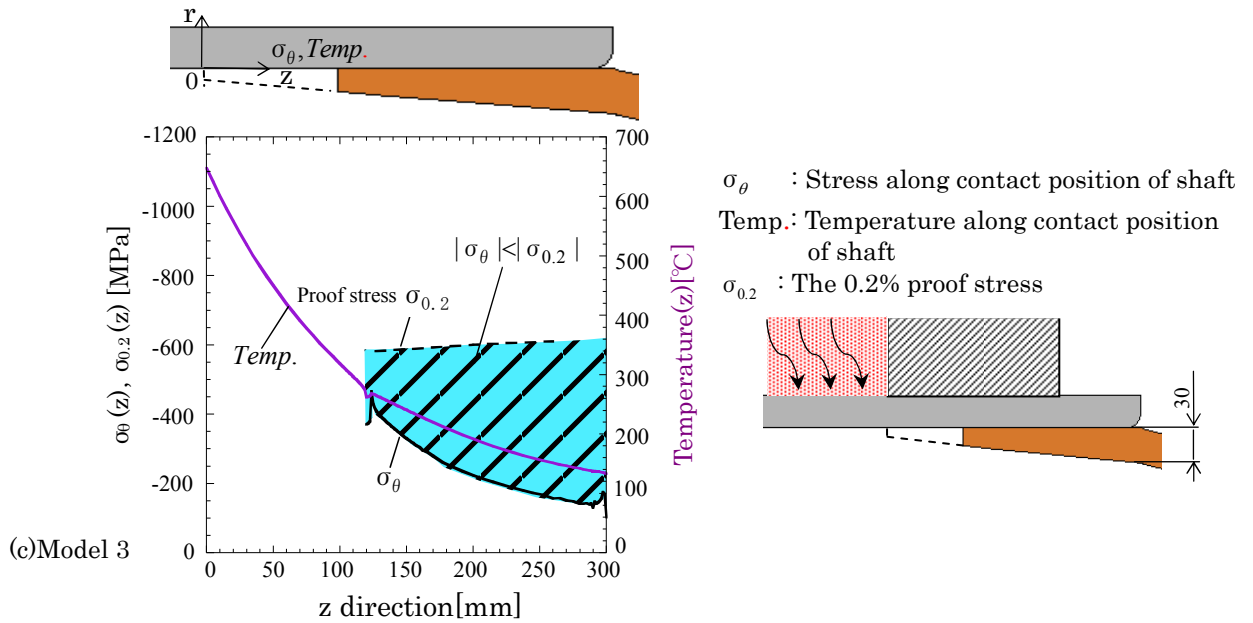 r
σθ,Temp.
0
z
-1200
-1000
-800
-600
-400
-200
0
σθ(z), σ0.2(z) [MPa]
700
600
500
400
300
200
100
0
Temperature(z)[℃]
|σθ|<|σ0.2|
Proof stress σ0.2
Temp.
σθ
0
50
100
150
200
250
300
z direction[mm]
(c)Model 3
σθ : Stress along contact position of shaft
Temp.: Temperature along contact position
of shaft
σ0.2 : The 0.2% proof stress
30